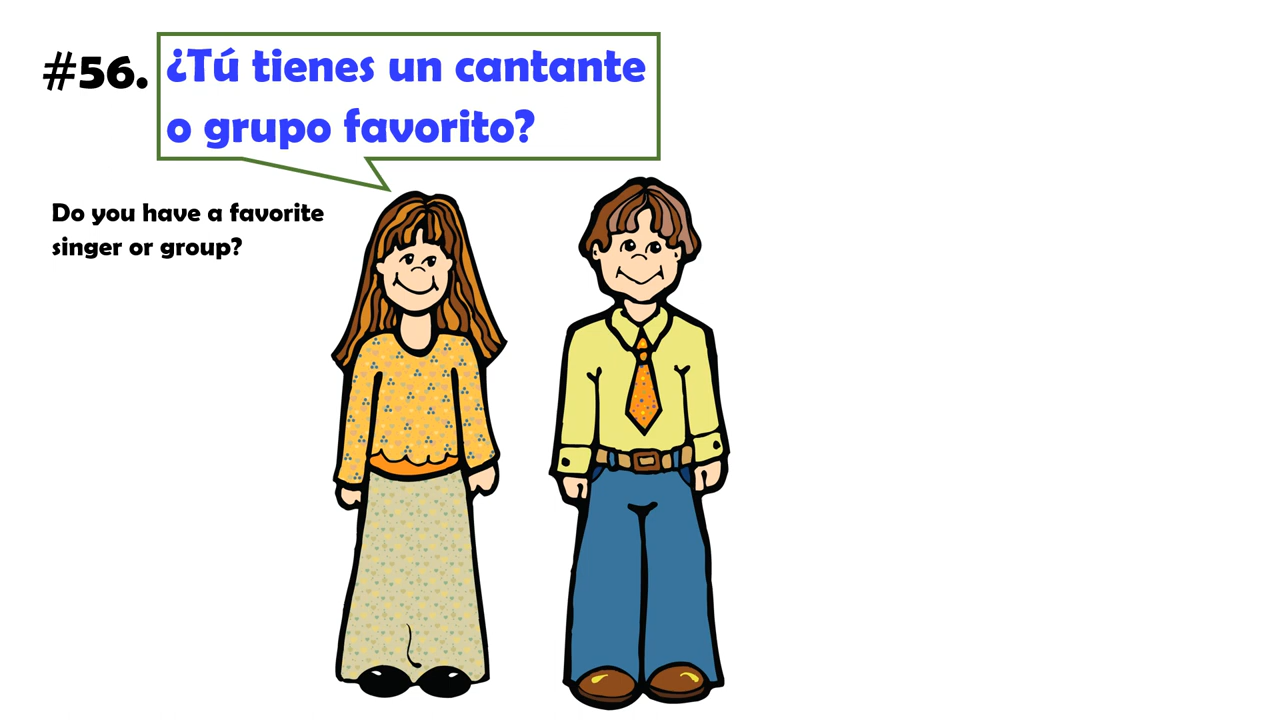 #56. ¿Tú tienes un cantante
o grupo favorito?
Do you have a favorite
singer or group?